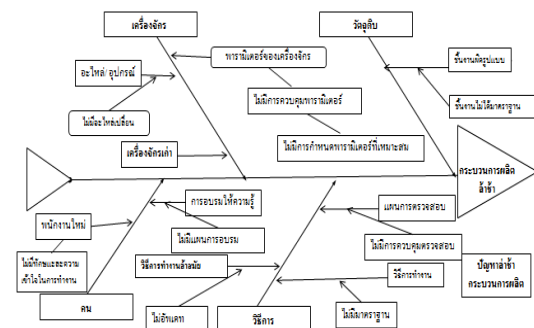 เครื่องจักร
วัตถุดิบ
พารามิเตอร์ของเครื่องจักร
อะไหล่/ อุปกรณ์
ชิ้นงานผิดรูปแบบ
ไม่มีการควบคุมพารามิเตอร์
ชิ้นงานไม่ได้มาตราฐาน
ไม่มีอะไหล่เปลี่ยน
เครื่องจักรเก่า
ไม่มีการกำหนดพารามิเตอร์ที่เหมาะสม
กระบวนการผลิต
ล่าช้า
การอบรมให้ความรู้
แผนการตรวจสอบ
พนักงานใหม่
ไม่มีแผนการอบรม
ไม่มีการควบคุมตรวจสอบ
ไม่มีทักษะและความ
เข้าใจในการทำงาน
วิธีการทำงานล้าสมัย
วิธีการทำงาน
ปัญหาล่าช้า
กระบวนการผลิต
คน
ไม่อัพเดท
วิธีการ
ไม่มีมาตราฐาน